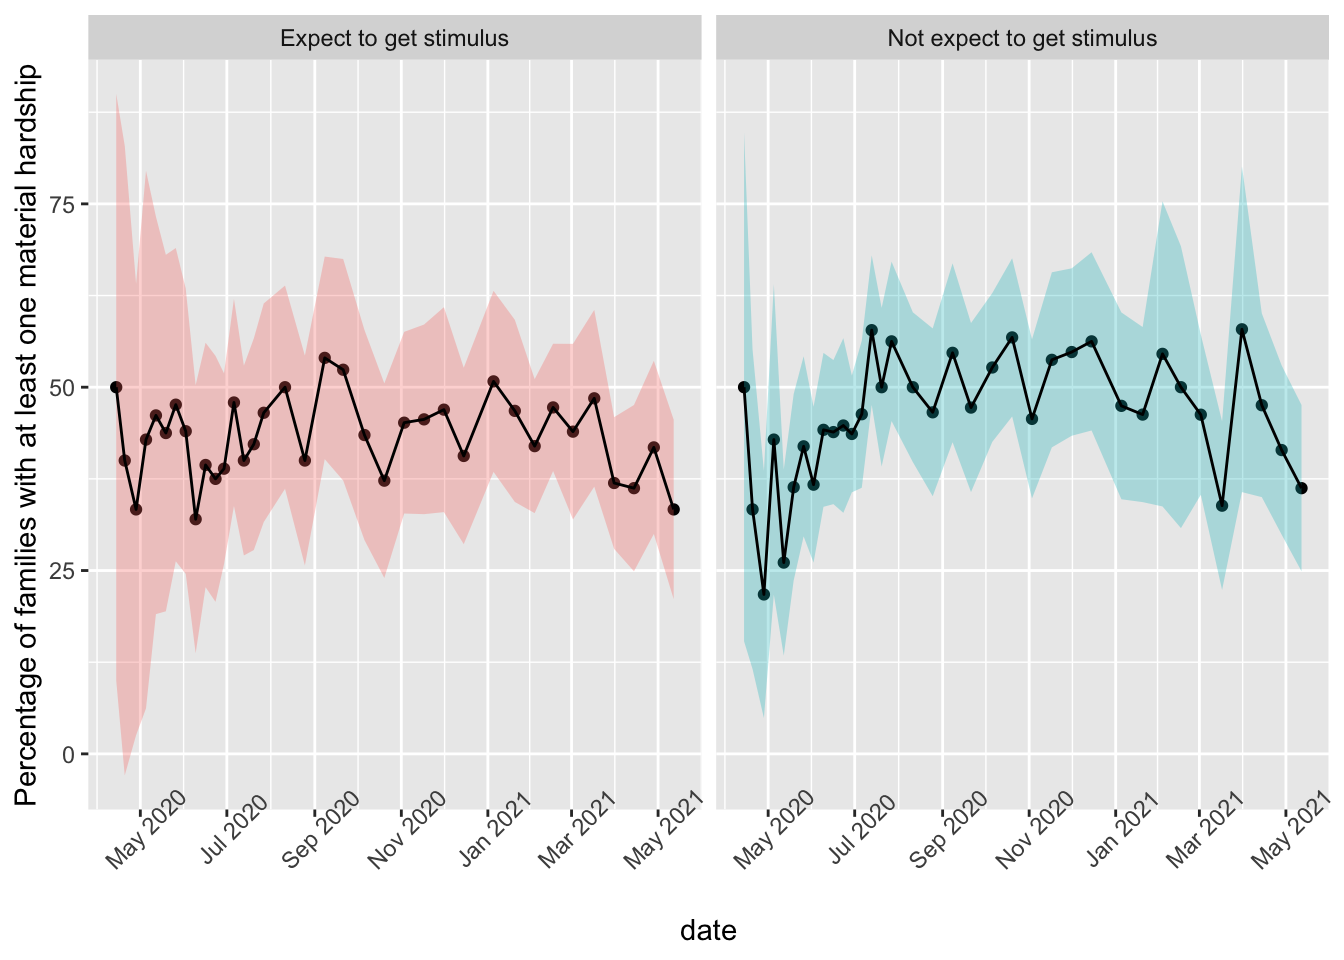 Expect to get stimulus
Not expect to get stimulus
Percentage of families with at least one material hardship
75
50
25
0
May 2020
Jul 2020
Sep 2020
Nov 2020
Jan 2021
Mar 2021
May 2021
May 2020
Jul 2020
Sep 2020
Nov 2020
Jan 2021
Mar 2021
May 2021
date